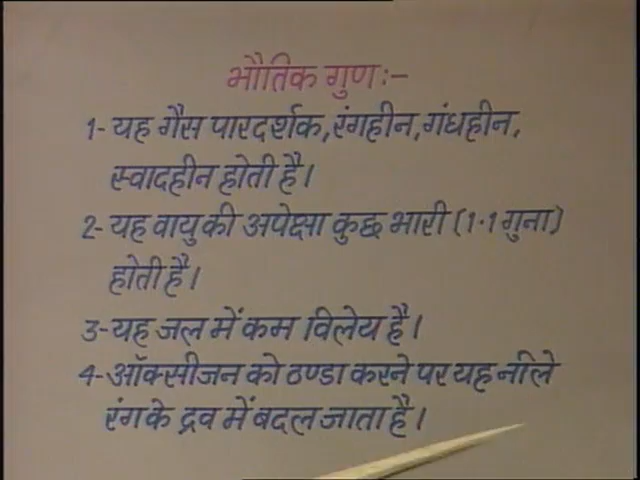 भौतिक गुण:-
1- यह गैस पारदर्शक, रंगहीन, गंधहीन,
स्वादहीन होती है।
2- यह वायु की अपेक्षा कुछ भारी (1.1 गुना)
होती है।
3- यह जल में कम विलेय है।
4- ऑक्सीजन को ठण्डा करने पर यह नीले
रंग के द्रव में बदल जाता है।